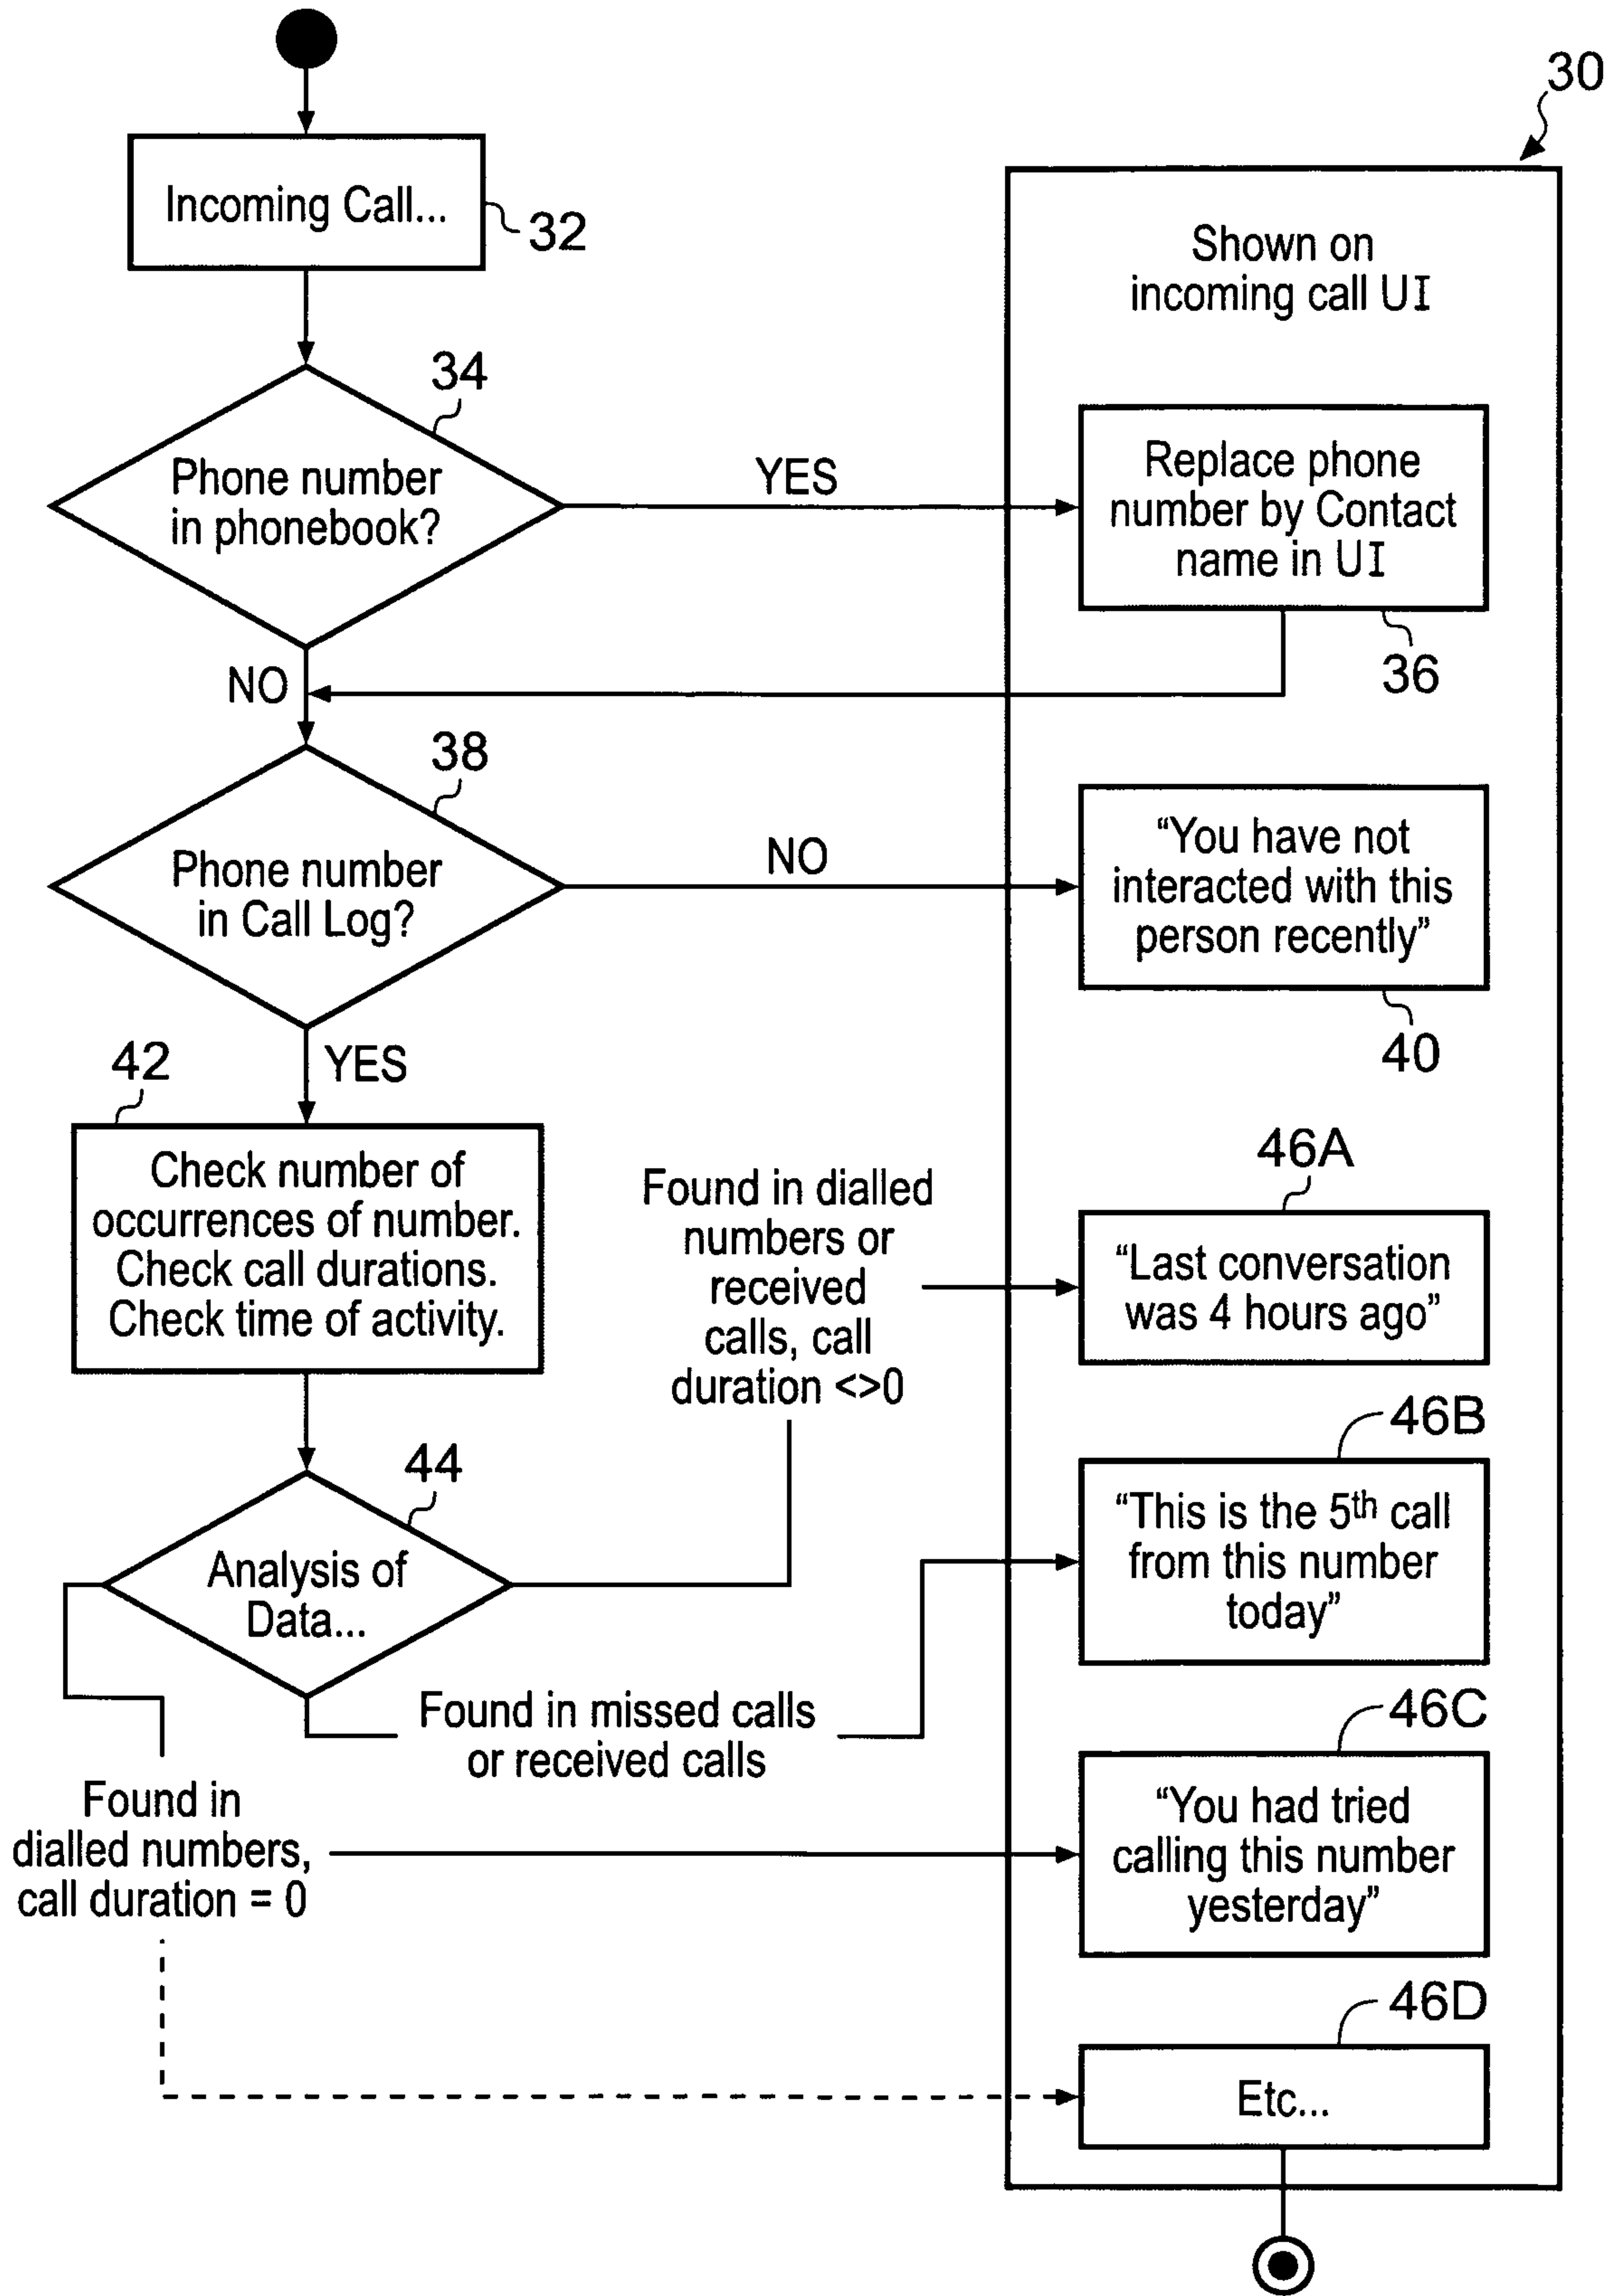 30
Incoming Call...
32
Shown on
incoming call UI
34
Phone number
in phonebook?
YES
Replace phone
number by Contact
name in UI
36
NO
38
Phone number
in Call Log?
NO
“You have not
interacted with this
person recently”
40
YES
42
Check number of
occurrences of number.
Check call durations.
Check time of activity.
Found in dialled
numbers or
received
calls, call
duration <>0
46A
“Last conversation
was 4 hours ago”
44
Analysis of
Data...
46B
“This is the 5th call
from this number
today”
Found in missed calls
or received calls
46C
“You had tried
calling this number
yesterday”
Found in
dialled numbers,
call duration = 0
46D
Etc...